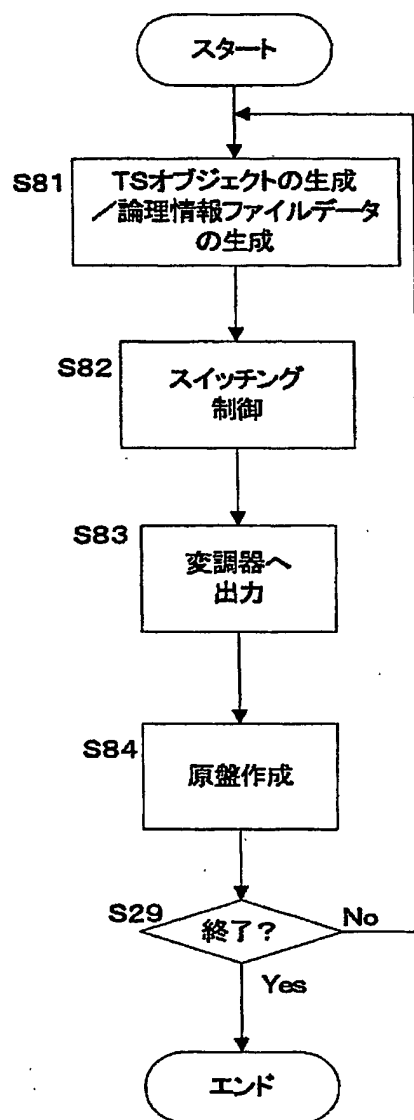 スタート
S81
TSオブジェクトの生成
／論理情報ファイルデータ
の生成
S82
スイッチング
制御
S83
変調器へ
出力
S84
原盤作成
S29
終了？
No
Yes
エンド